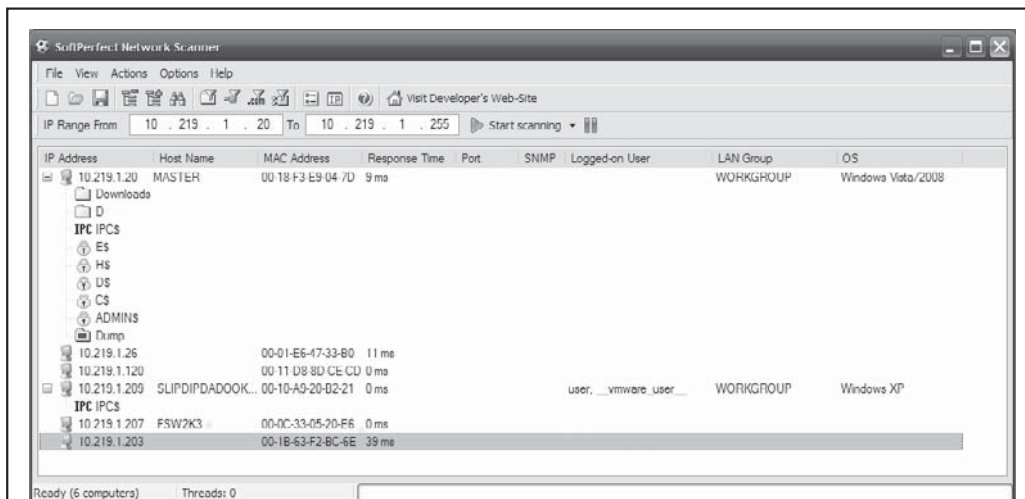 SoftPerfect Network Scanner
File View Actions Options Help
Visit Developer's Web-Site
IP Range From 10 . 219 . 1 . 20 To 10 . 219 . 1 . 255 Start scanning
IP Address Host Name MAC Address Response Time Port SNMP Logged-on User LAN Group OS
10.219.1.20 MASTER 00-18-F3-E9-04-7D 9 ms WORKGROUP Windows Vista/2008
Downloads
D
IPC IPC$
E$
H$
D$
C$
ADMIN$
Dump
10.219.1.26 00-01-E6-47-33-B0 11 ms
10.219.1.120 00-11-D8-8D-CE-CD 0 ms
10.219.1.209 SLIPDIPDADOOK... 00-10-A9-20-B2-21 0 ms user, __vmware_user__ WORKGROUP Windows XP
IPC IPC$
10.219.1.207 FSW2K3 00-0C-33-05-20-E6 0 ms
10.219.1.203 00-1B-63-F2-BC-6E 39 ms
Ready (6 computers) Threads: 0